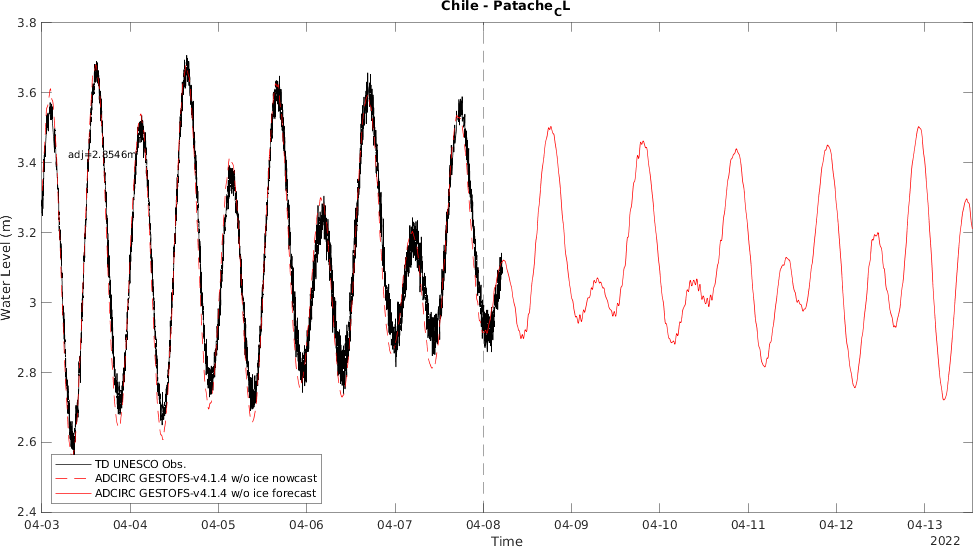 Chile - Patache_CL
3.8
3.6
3.4
3.2
3
2.8
2.6
2.4
Water Level (m)
adj=2.3546m
TD UNESCO Obs.
ADCIRC GESTOFS-v4.1.4 w/o ice nowcast
ADCIRC GESTOFS-v4.1.4 w/o ice forecast
04-03 04-04 04-05 04-06 04-07 04-08 04-09 04-10 04-11 04-12 04-13
Time
2022